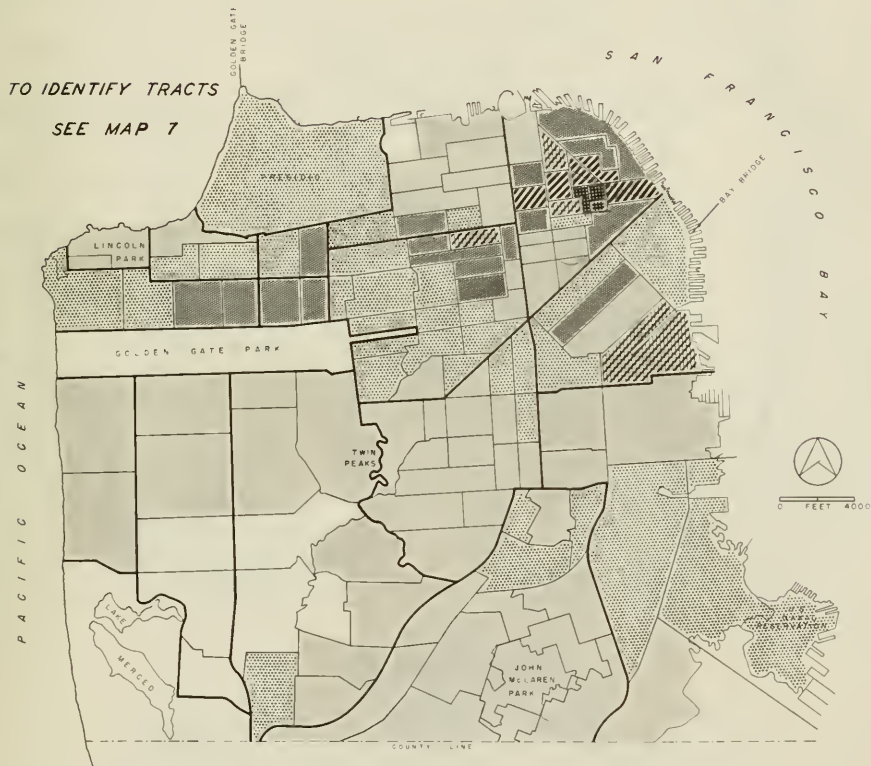 GOLDEN GATE
BRIDGE
TO IDENTIFY TRACTS
SEE MAP 7
SAN FRANCISCO BAY
PRESIDIO
BAY BRIDGE
LINCOLN
PARK
GOLDEN GATE PARK
PACIFIC OCEAN
TWIN
PEAKS
0 FEET 4000
LAKE
MERCED
U S
NAVAL
RESERVATION
JOHN
McLAREN
PARK
COUNTY LINE